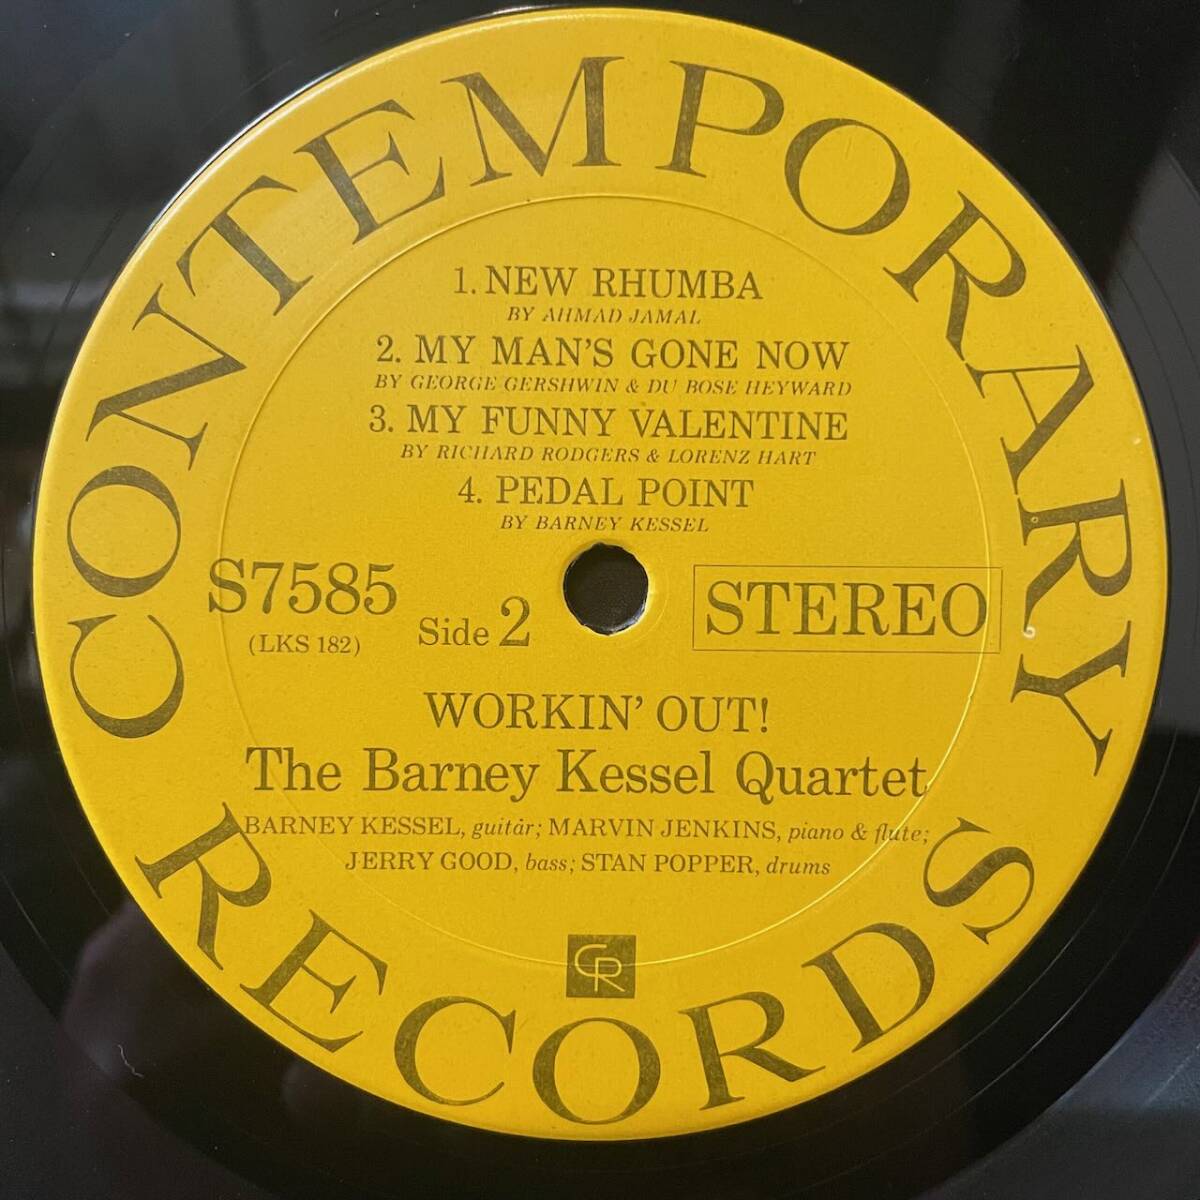 CONTEMPORARY
1. NEW RHUMBA
BY AHMAD JAMAL
2. MY MAN'S GONE NOW
BY GEORGE GERSHWIN & DU BOSE HEYWARD
3. MY FUNNY VALENTINE
BY RICHARD RODGERS & LORENZ HART
4. PEDAL POINT
BY BARNEY KESSEL
S7585
(LKS 182)
Side 2
STEREO
WORKIN' OUT!
The Barney Kessel Quartet
BARNEY KESSEL, guitar; MARVIN JENKINS, piano & flute;
JERRY GOOD, bass; STAN POPPER, drums
CR
RECORDS